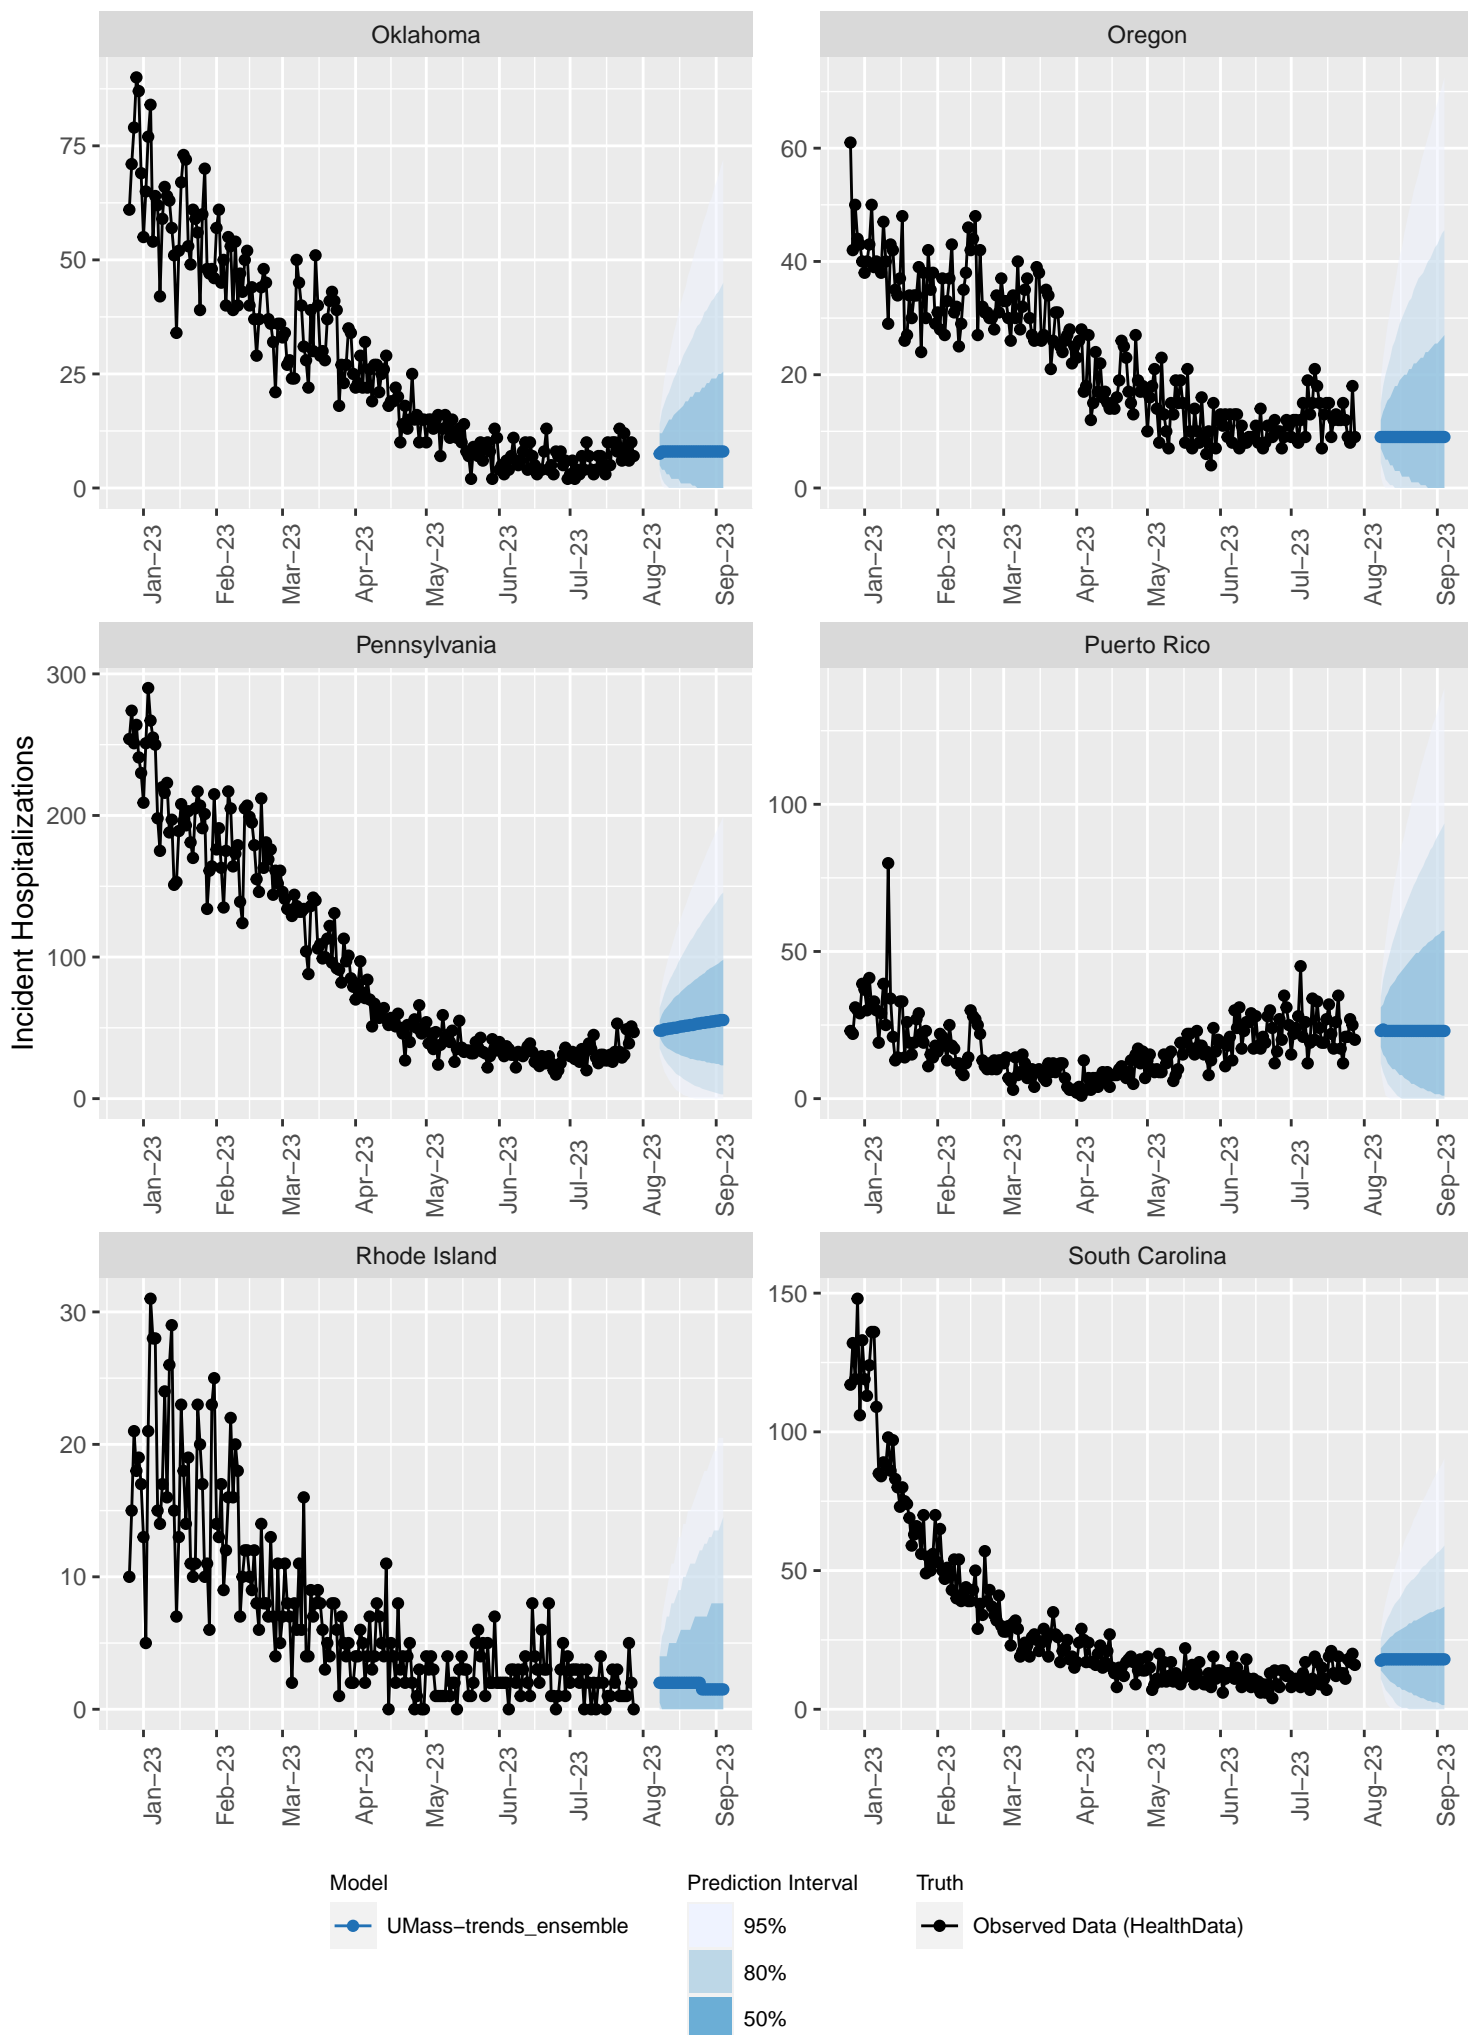 Oklahoma
Oregon
75
50
25
0
60
40
20
0
Jan−23
Feb−23
Mar−23
Apr−23
May−23
Jun−23
Jul−23
Aug−23
Sep−23
Jan−23
Feb−23
Mar−23
Apr−23
May−23
Jun−23
Jul−23
Aug−23
Sep−23
Incident Hospitalizations
Pennsylvania
Puerto Rico
300
200
100
0
100
50
0
Jan−23
Feb−23
Mar−23
Apr−23
May−23
Jun−23
Jul−23
Aug−23
Sep−23
Jan−23
Feb−23
Mar−23
Apr−23
May−23
Jun−23
Jul−23
Aug−23
Sep−23
Rhode Island
South Carolina
30
20
10
0
150
100
50
0
Jan−23
Feb−23
Mar−23
Apr−23
May−23
Jun−23
Jul−23
Aug−23
Sep−23
Jan−23
Feb−23
Mar−23
Apr−23
May−23
Jun−23
Jul−23
Aug−23
Sep−23
Model
UMass−trends_ensemble
Prediction Interval
95%
80%
50%
Truth
Observed Data (HealthData)